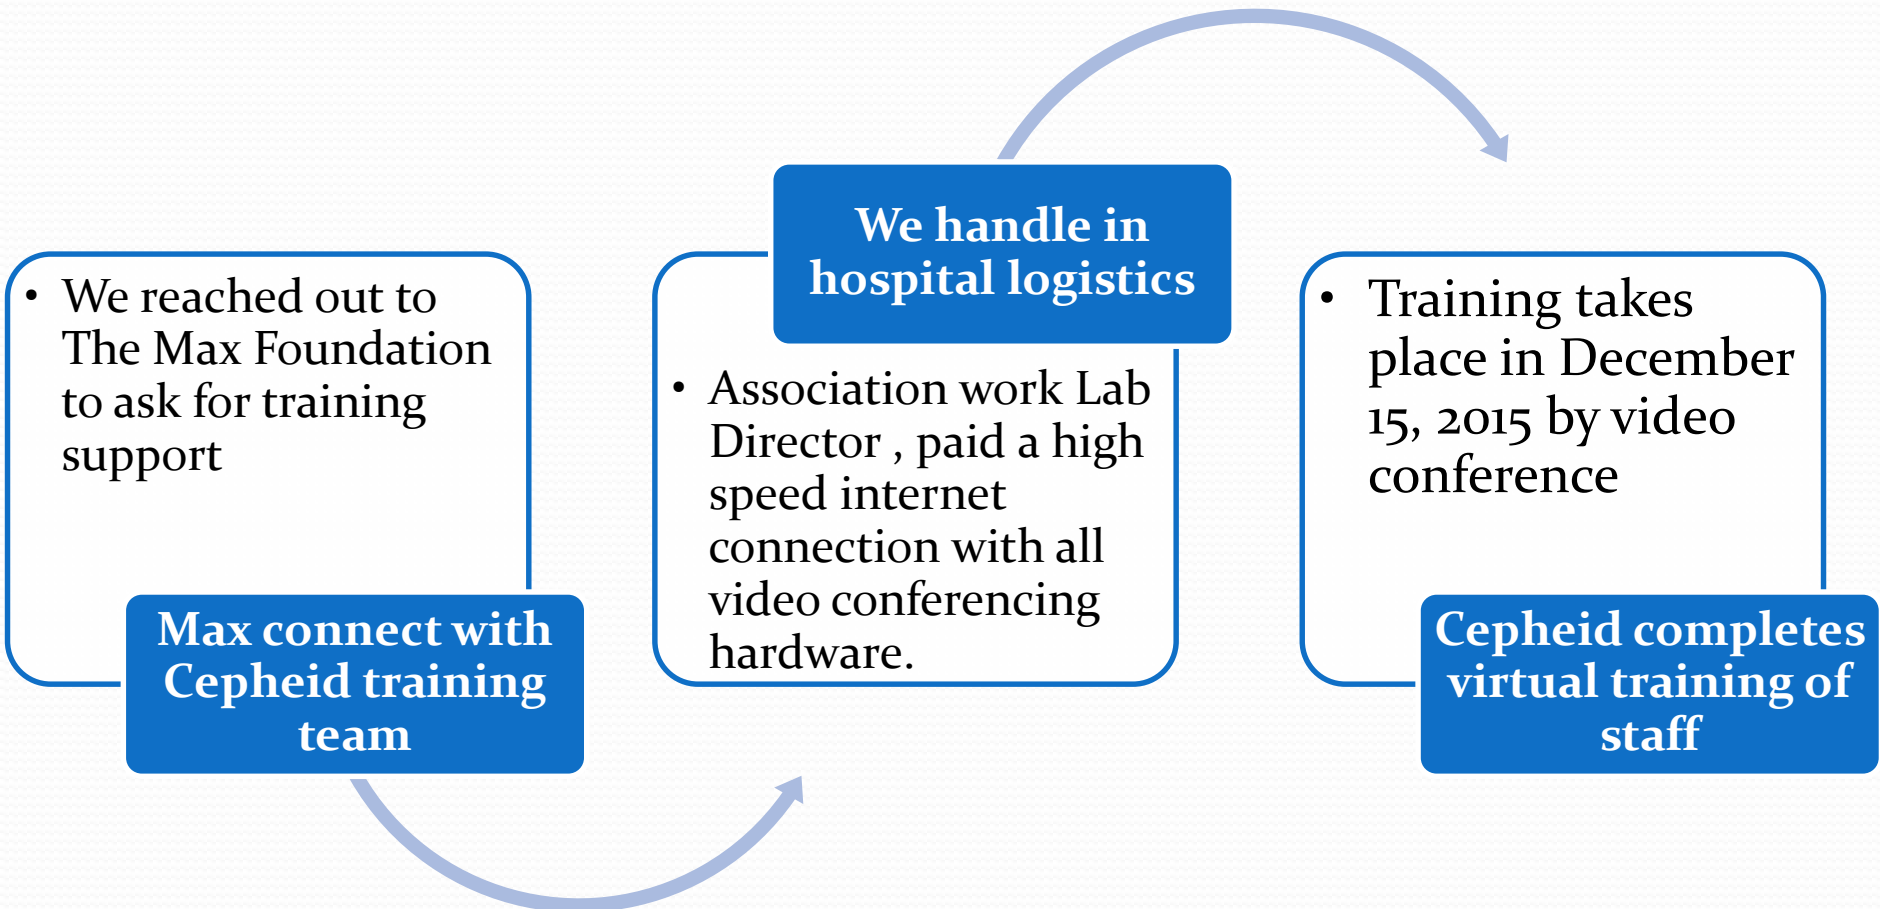 • We reached out to
The Max Foundation
to ask for training
support
Max connect with
Cepheid training
team
We handle in
hospital logistics
• Association work Lab
Director , paid a high
speed internet
connection with all
video conferencing
hardware.
• Training takes
place in December
15, 2015 by video
conference
Cepheid completes
virtual training of
staff